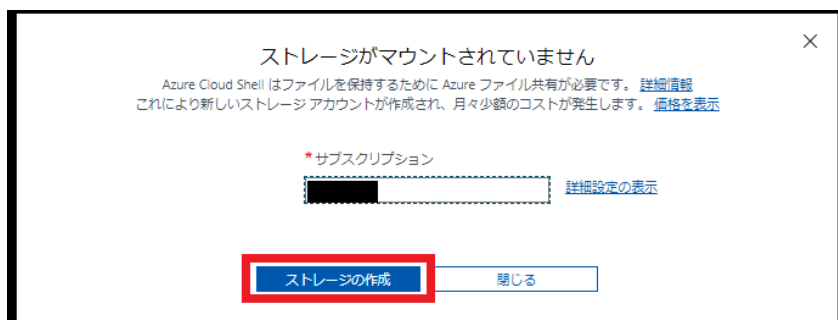 ストレージがマウントされていません
Azure Cloud Shell はファイルを保持するために Azure ファイル共有が必要です。 詳細情報
これにより新しいストレージ アカウントが作成され、月々少額のコストが発生します。 価格を表示
*サブスクリプション
詳細設定の表示
ストレージの作成 閉じる